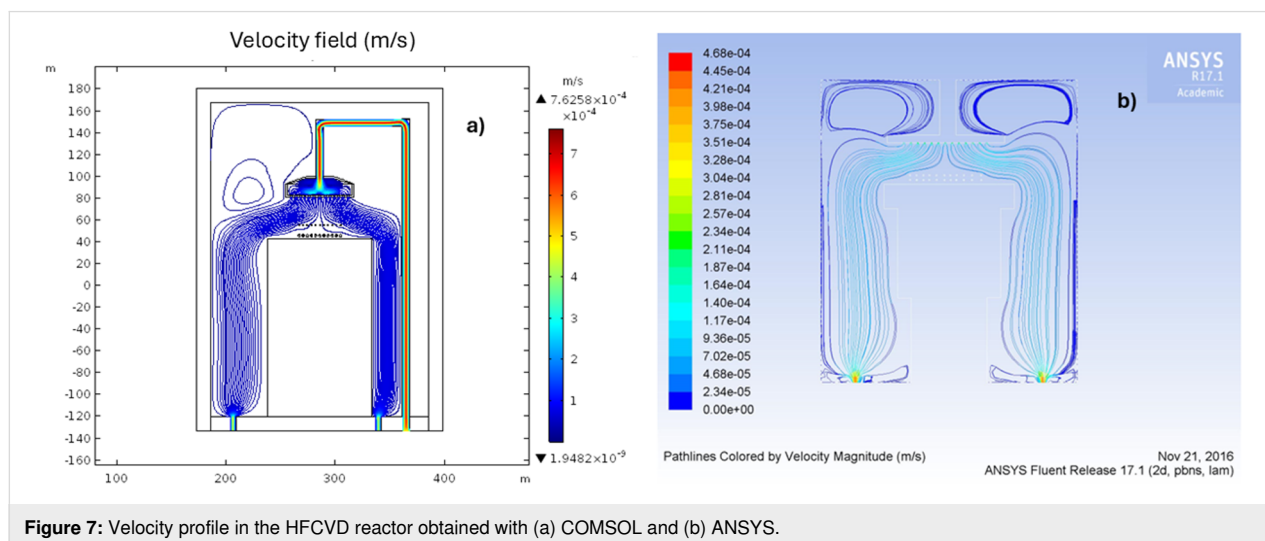 Velocity field (m/s)
m
180
160
140
120
100
80
60
40
20
0
-20
-40
-60
-80
-100
-120
-140
-160
100
200
300
400
m
a)
m/s
▲ 7.6258×10⁻⁴
×10⁻⁴
7
6
5
4
3
2
1
▼ 1.9482×10⁻⁹
4.68e-04
4.45e-04
4.21e-04
3.98e-04
3.75e-04
3.51e-04
3.28e-04
3.04e-04
2.81e-04
2.57e-04
2.34e-04
2.11e-04
1.87e-04
1.64e-04
1.40e-04
1.17e-04
9.36e-05
7.02e-05
4.68e-05
2.34e-05
0.00e+00
b)
ANSYS
R17.1
Academic
Pathlines Colored by Velocity Magnitude (m/s)
Nov 21, 2016
ANSYS Fluent Release 17.1 (2d, pbns, lam)
Figure 7: Velocity profile in the HFCVD reactor obtained with (a) COMSOL and (b) ANSYS.